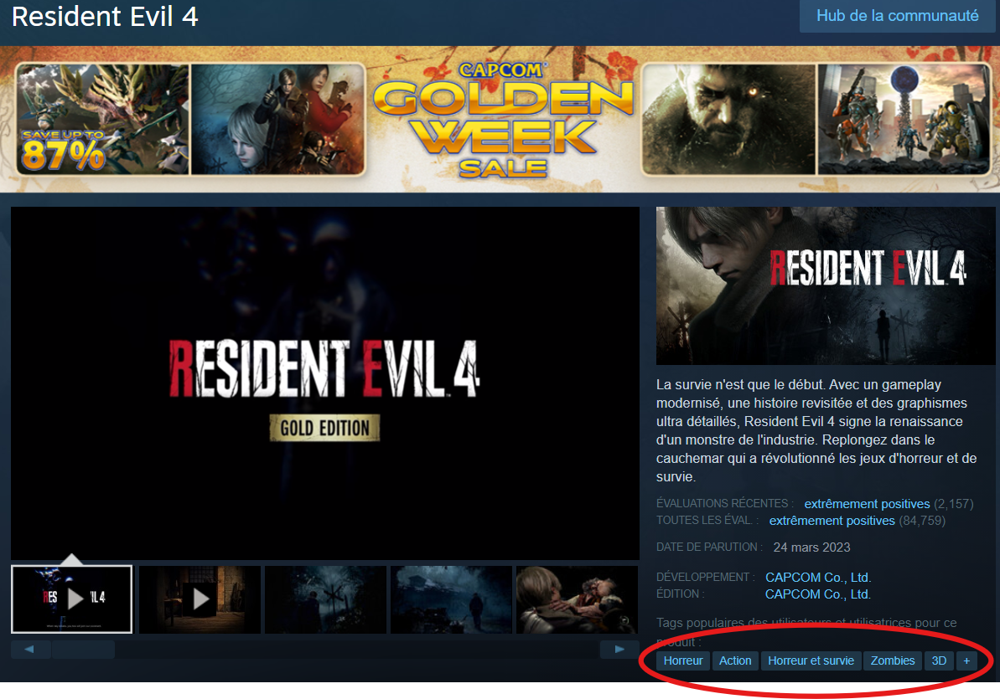 Resident Evil 4
Hub de la communauté
CAPCOM
GOLDEN
WEEK
SALE
SAVE UP TO
87%
RESIDENT EVIL 4
GOLD EDITION
RESIDENT EVIL 4
La survie n'est que le début. Avec un gameplay
modernisé, une histoire revisitée et des graphismes
ultra détaillés, Resident Evil 4 signe la renaissance
d'un monstre de l'industrie. Replongez dans le
cauchemar qui a révolutionné les jeux d'horreur et de
survie.
ÉVALUATIONS RÉCENTES : extrêmement positives (2,157)
TOUTES LES ÉVAL. : extrêmement positives (84,759)
DATE DE PARUTION : 24 mars 2023
DÉVELOPPEMENT : CAPCOM Co., Ltd.
ÉDITION : CAPCOM Co., Ltd.
Tags populaires des utilisateurs et utilisatrices pour ce
produit :
Horreur Action Horreur et survie Zombies 3D +